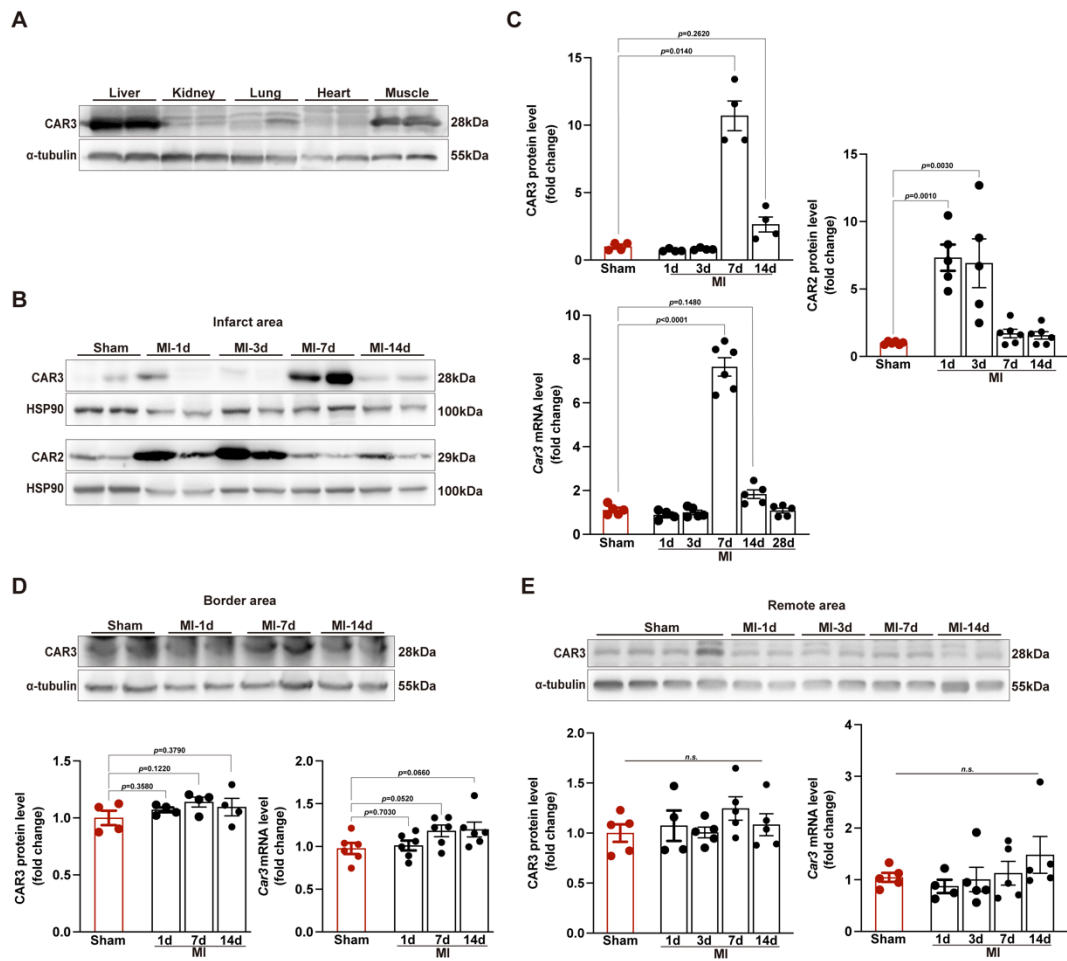 A
Liver Kidney Lung Heart Muscle
CAR3 28kDa
α-tubulin 55kDa
B
Infarct area
Sham MI-1d MI-3d MI-7d MI-14d
CAR3 28kDa
HSP90 100kDa
CAR2 29kDa
HSP90 100kDa
C
p=0.2620
p=0.0140
CAR3 protein level
(fold change)
15
10
5
0
Sham 1d 3d 7d 14d
MI
p=0.1480
p<0.0001
Car3 mRNA level
(fold change)
10
8
6
4
2
0
Sham 1d 3d 7d 14d 28d
MI
p=0.0030
p=0.0010
CAR2 protein level
(fold change)
15
10
5
0
Sham 1d 3d 7d 14d
MI
D
Border area
Sham MI-1d MI-7d MI-14d
CAR3 28kDa
α-tubulin 55kDa
p=0.3790
p=0.1220
p=0.3580
CAR3 protein level
(fold change)
1.5
1.0
0.5
0.0
Sham 1d 7d 14d
MI
p=0.0660
p=0.0520
p=0.7030
Car3mRNA level
(fold change)
2.0
1.5
1.0
0.5
0.0
Sham 1d 7d 14d
MI
E
Remote area
Sham MI-1d MI-3d MI-7d MI-14d
CAR3 28kDa
α-tubulin 55kDa
n.s.
CAR3 protein level
(fold change)
2.0
1.5
1.0
0.5
0.0
Sham 1d 3d 7d 14d
MI
n.s.
Car3 mRNA level
(fold change)
4
3
2
1
0
Sham 1d 3d 7d 14d
MI